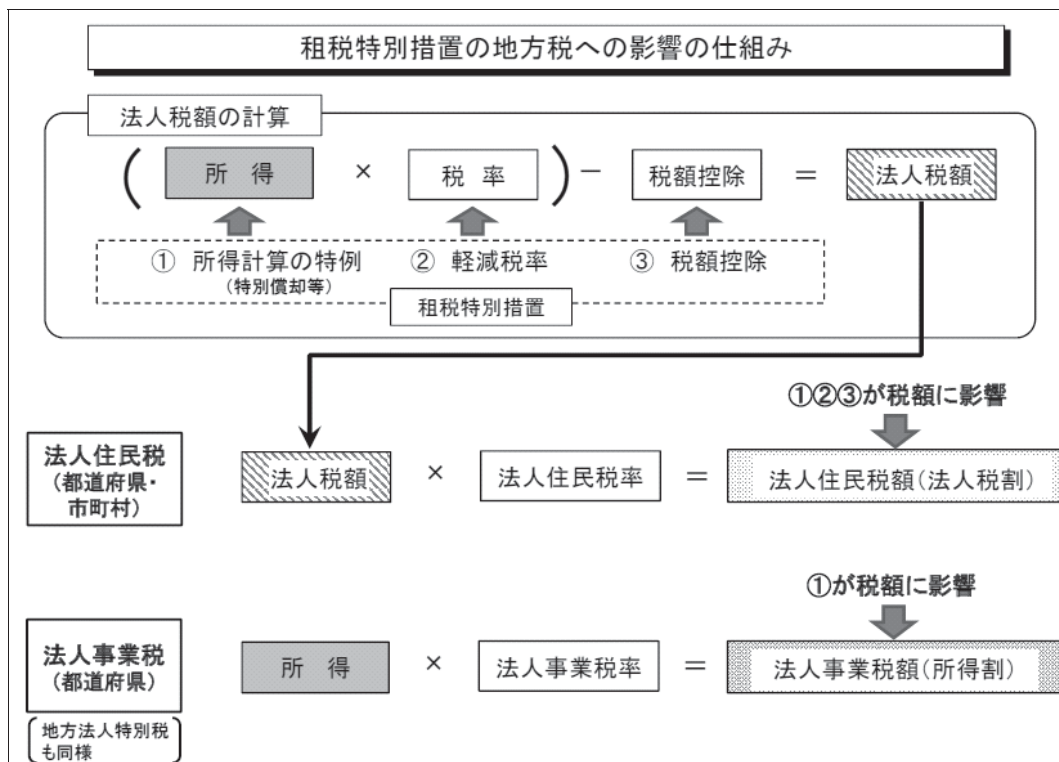 租税特別措置の地方税への影響の仕組み
法人税額の計算
( 所 得 × 税 率 ) － 税額控除 ＝ 法人税額
① 所得計算の特例 ② 軽減税率 ③ 税額控除
(特別償却等)
租税特別措置
①②③が税額に影響
法人住民税
(都道府県・
市町村)
法人税額 × 法人住民税率 ＝ 法人住民税額(法人税割)
①が税額に影響
法人事業税
(都道府県)
所 得 × 法人事業税率 ＝ 法人事業税額(所得割)
地方法人特別税
も同様